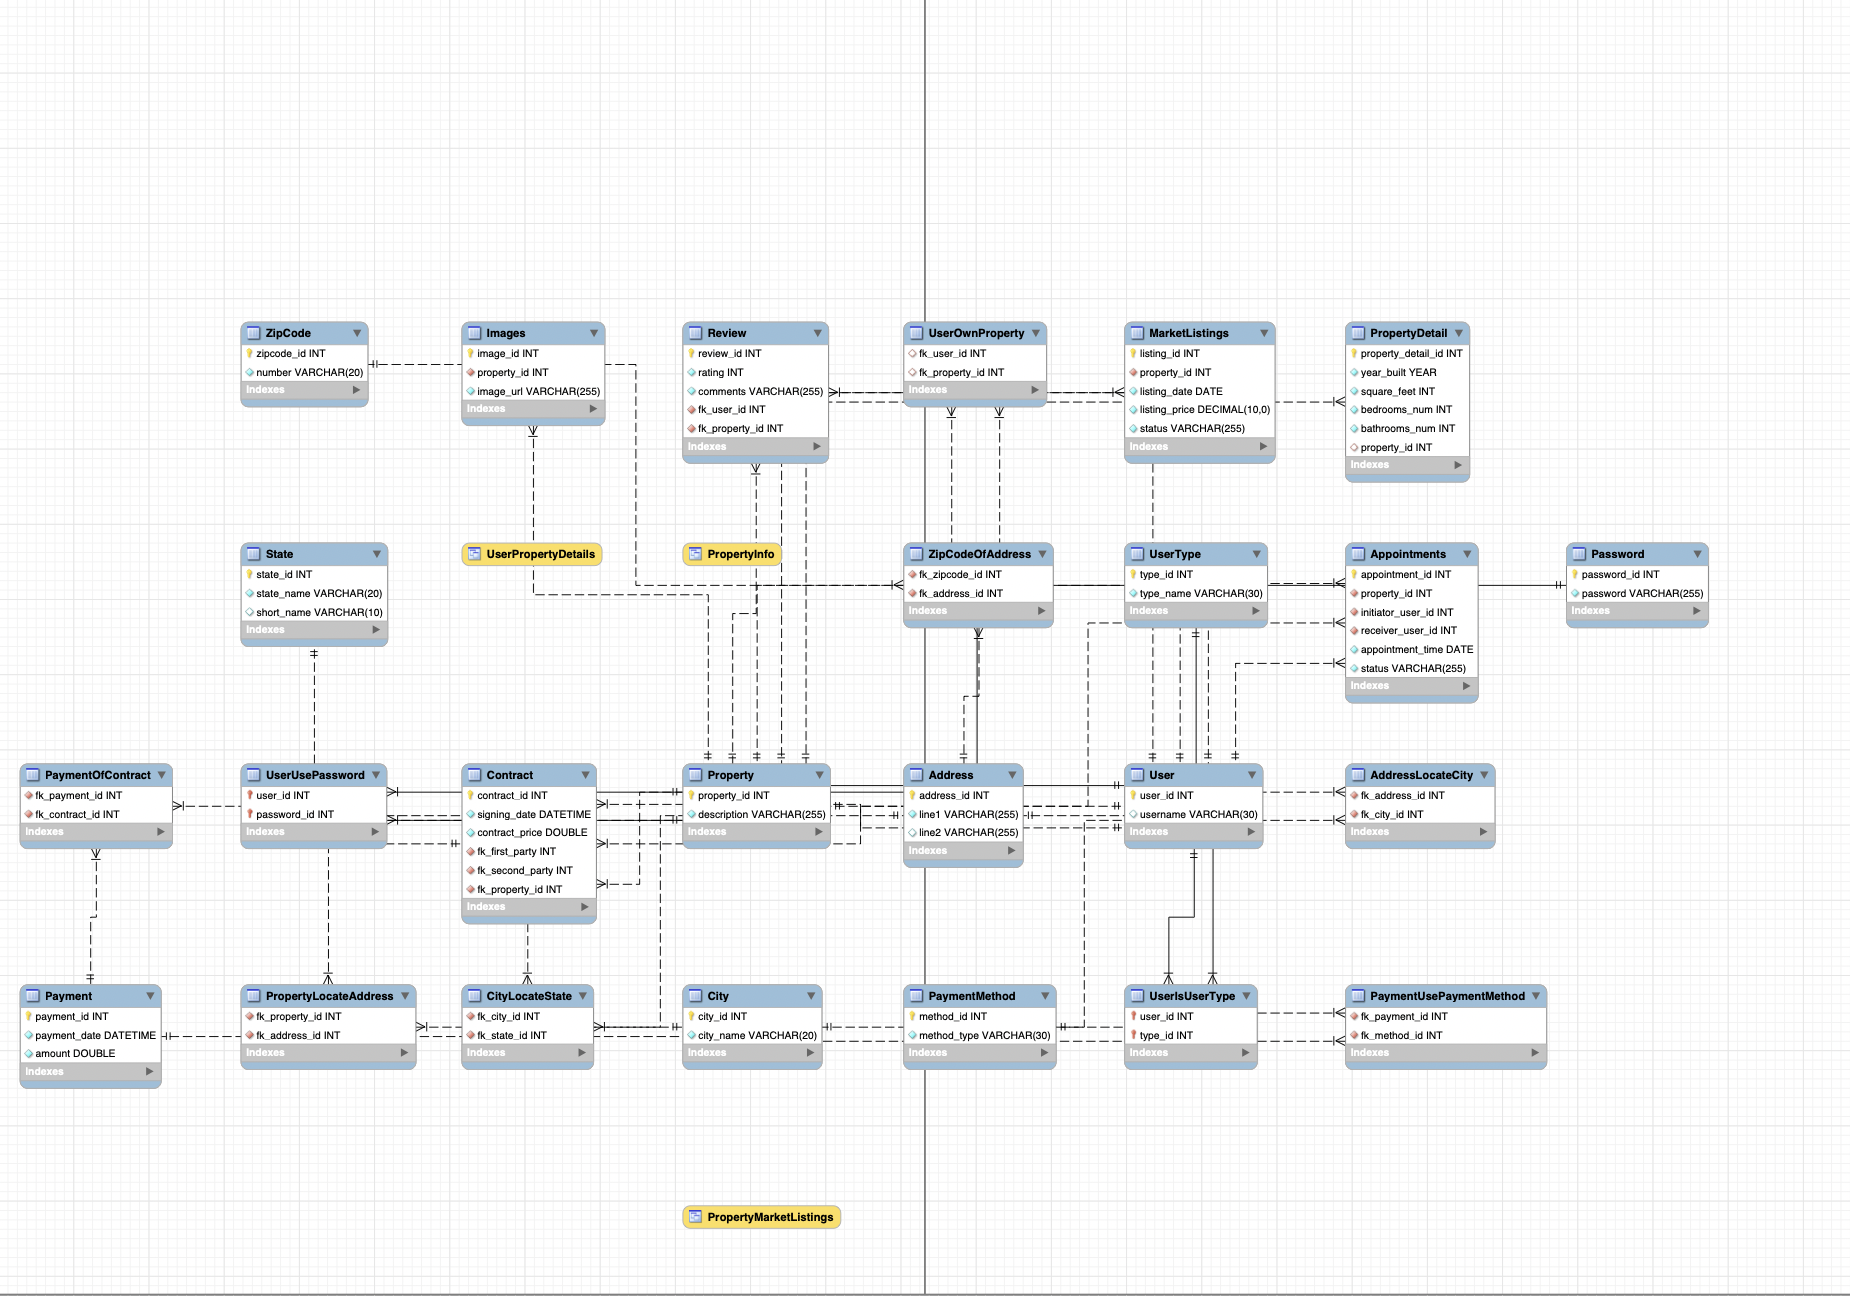 ZipCode
zipcode_id INT
number VARCHAR(20)
Indexes
Images
image_id INT
property_id INT
image_url VARCHAR(255)
Indexes
Review
review_id INT
rating INT
comments VARCHAR(255)
fk_user_id INT
fk_property_id INT
Indexes
UserOwnProperty
fk_user_id INT
fk_property_id INT
Indexes
MarketListings
listing_id INT
property_id INT
listing_date DATE
listing_price DECIMAL(10,0)
status VARCHAR(255)
Indexes
PropertyDetail
property_detail_id INT
year_built YEAR
square_feet INT
bedrooms_num INT
bathrooms_num INT
property_id INT
Indexes
State
state_id INT
state_name VARCHAR(20)
short_name VARCHAR(10)
Indexes
UserPropertyDetails
PropertyInfo
ZipCodeOfAddress
fk_zipcode_id INT
fk_address_id INT
Indexes
UserType
type_id INT
type_name VARCHAR(30)
Indexes
Appointments
appointment_id INT
property_id INT
initiator_user_id INT
receiver_user_id INT
appointment_time DATE
status VARCHAR(255)
Indexes
Password
password_id INT
password VARCHAR(255)
Indexes
PaymentOfContract
fk_payment_id INT
fk_contract_id INT
Indexes
UserUsePassword
user_id INT
password_id INT
Indexes
Contract
contract_id INT
signing_date DATETIME
contract_price DOUBLE
fk_first_party INT
fk_second_party INT
fk_property_id INT
Indexes
Property
property_id INT
description VARCHAR(255)
Indexes
Address
address_id INT
line1 VARCHAR(255)
line2 VARCHAR(255)
Indexes
User
user_id INT
username VARCHAR(30)
Indexes
AddressLocateCity
fk_address_id INT
fk_city_id INT
Indexes
Payment
payment_id INT
payment_date DATETIME
amount DOUBLE
Indexes
PropertyLocateAddress
fk_property_id INT
fk_address_id INT
Indexes
CityLocateState
fk_city_id INT
fk_state_id INT
Indexes
City
city_id INT
city_name VARCHAR(20)
Indexes
PaymentMethod
method_id INT
method_type VARCHAR(30)
Indexes
UserIsUserType
user_id INT
type_id INT
Indexes
PaymentUsePaymentMethod
fk_payment_id INT
fk_method_id INT
Indexes
PropertyMarketListings